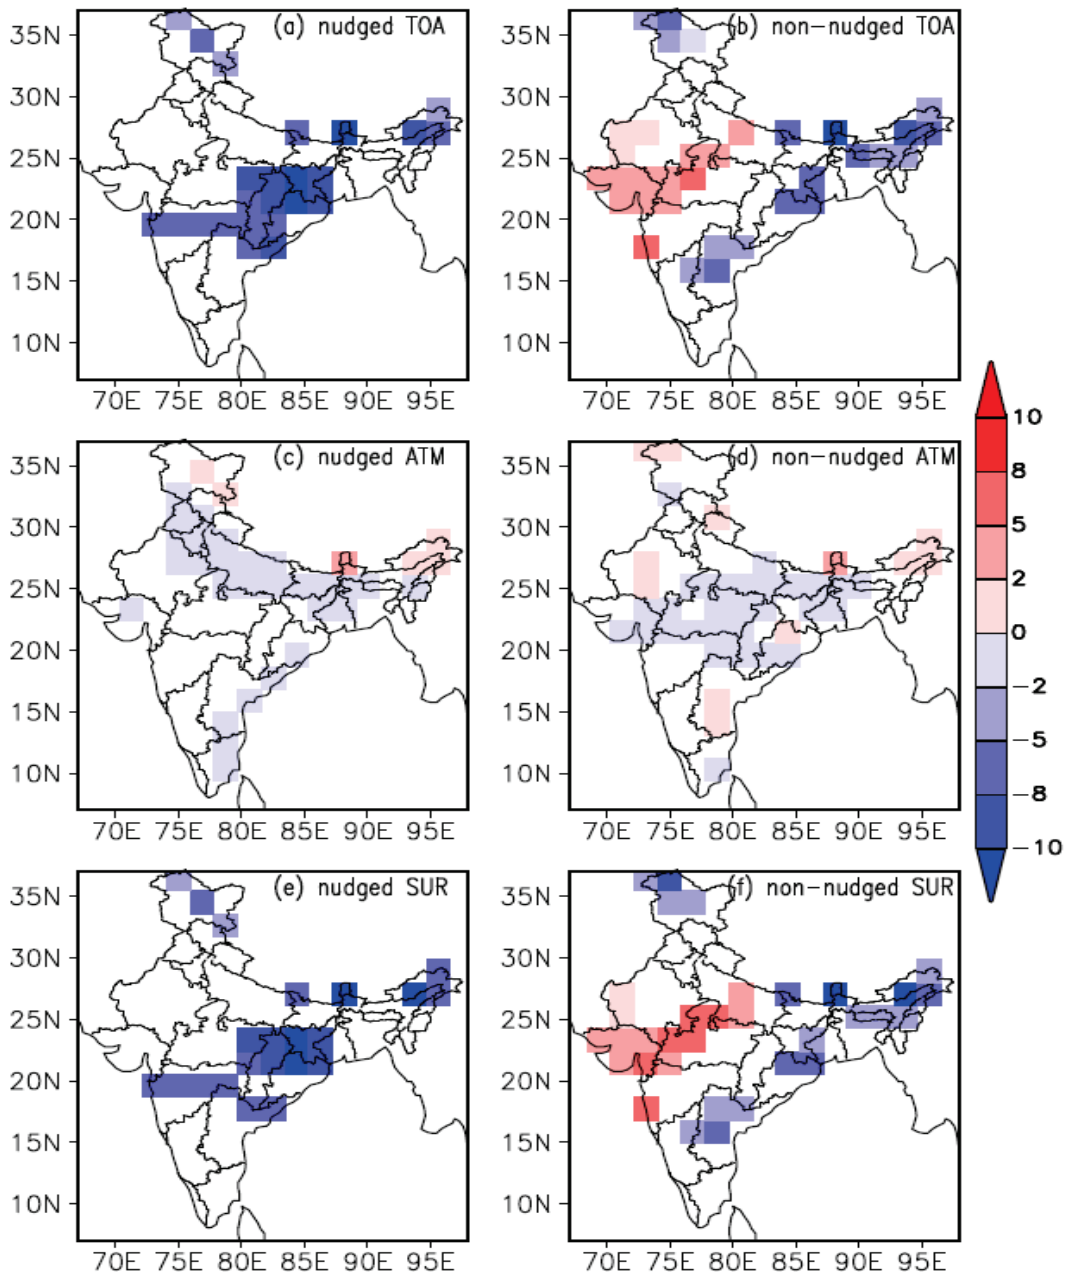 (a) nudged TOA
(b) non-nudged TOA
35N
30N
25N
20N
15N
10N
35N
30N
25N
20N
15N
10N
70E 75E 80E 85E 90E 95E
70E 75E 80E 85E 90E 95E
(c) nudged ATM
(d) non-nudged ATM
35N
30N
25N
20N
15N
10N
35N
30N
25N
20N
15N
10N
70E 75E 80E 85E 90E 95E
70E 75E 80E 85E 90E 95E
(e) nudged SUR
(f) non-nudged SUR
35N
30N
25N
20N
15N
10N
35N
30N
25N
20N
15N
10N
70E 75E 80E 85E 90E 95E
70E 75E 80E 85E 90E 95E
10
8
5
2
0
−2
−5
−8
−10